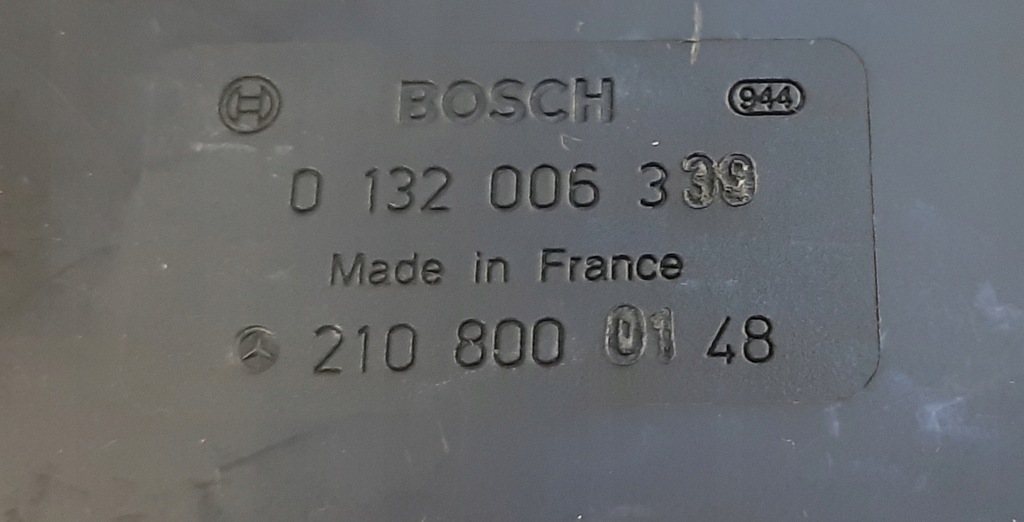 BOSCH 944
0 132 006 339
Made in France
210 800 01 48